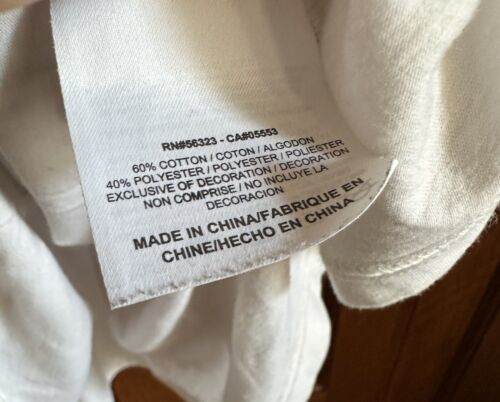 RN#56323 - CA#05553
60% COTTON / COTON / ALGODON
40% POLYESTER / POLYESTER / POLIESTER
EXCLUSIVE OF DECORATION / DECORATION
NON COMPRISE / NO INCLUYE LA
DECORACION
MADE IN CHINA/FABRIQUE EN
CHINE/HECHO EN CHINA